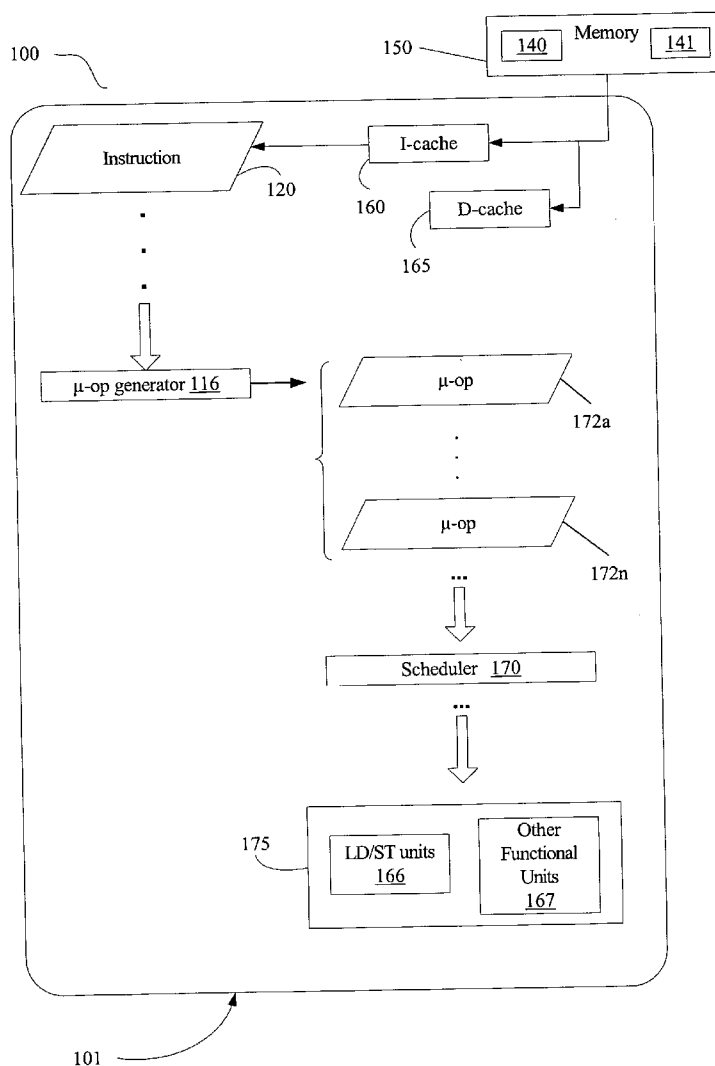 Memory
140
141
150
100
Instruction
I-cache
120
160
D-cache
165
µ-op generator 116
µ-op
172a
µ-op
172n
Scheduler 170
175
LD/ST units
166
Other
Functional
Units
167
101